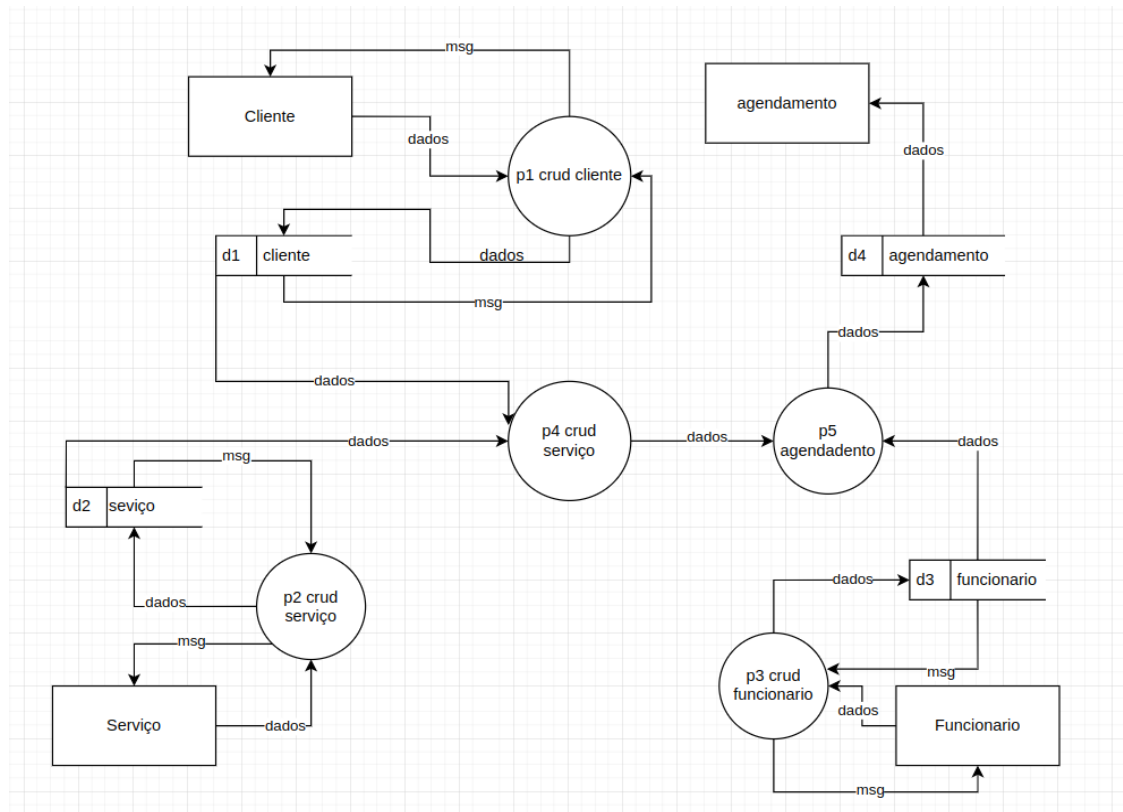 msg
Cliente
agendamento
dados
dados
p1 crud cliente
d1 cliente
dados
d4 agendamento
msg
dados
dados
p4 crud
serviço
p5
agendadento
dados
dados
dados
msg
d2 seviço
p2 crud
serviço
dados
dados
d3 funcionario
msg
p3 crud
funcionario
msg
dados
Serviço
dados
Funcionario
msg